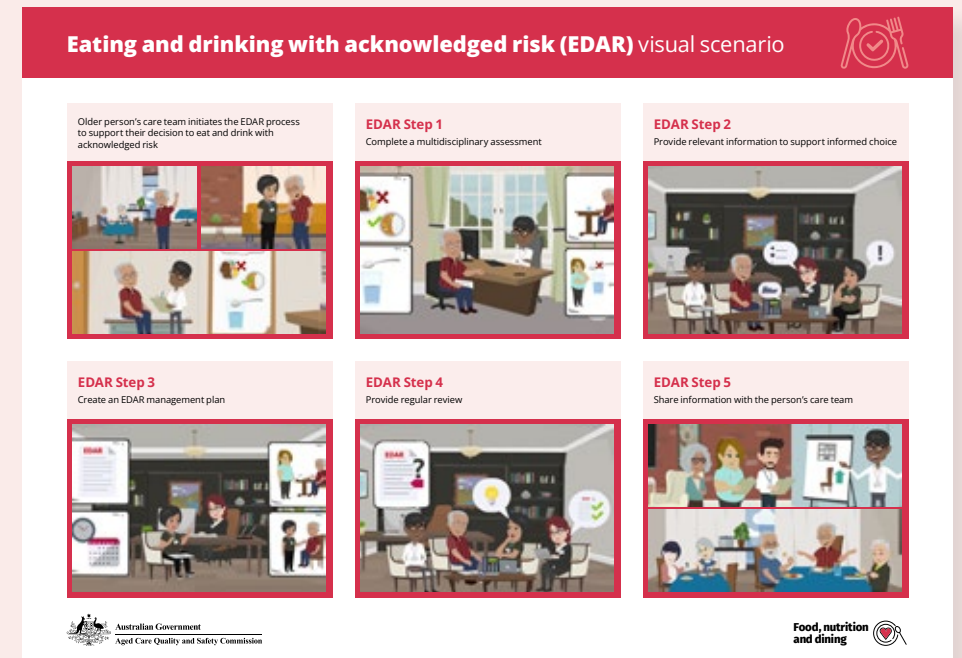 Eating and drinking with acknowledged risk (EDAR) visual scenario
Older person's care team initiates the EDAR process
to support their decision to eat and drink with
acknowledged risk
EDAR Step 1
Complete a multidisciplinary assessment
EDAR Step 2
Provide relevant information to support informed choice
!
EDAR Step 3
Create an EDAR management plan
EDAR
EDAR Step 4
Provide regular review
EDAR
?
EDAR Step 5
Share information with the person's care team
Australian Government
Aged Care Quality and Safety Commission
Food, nutrition
and dining